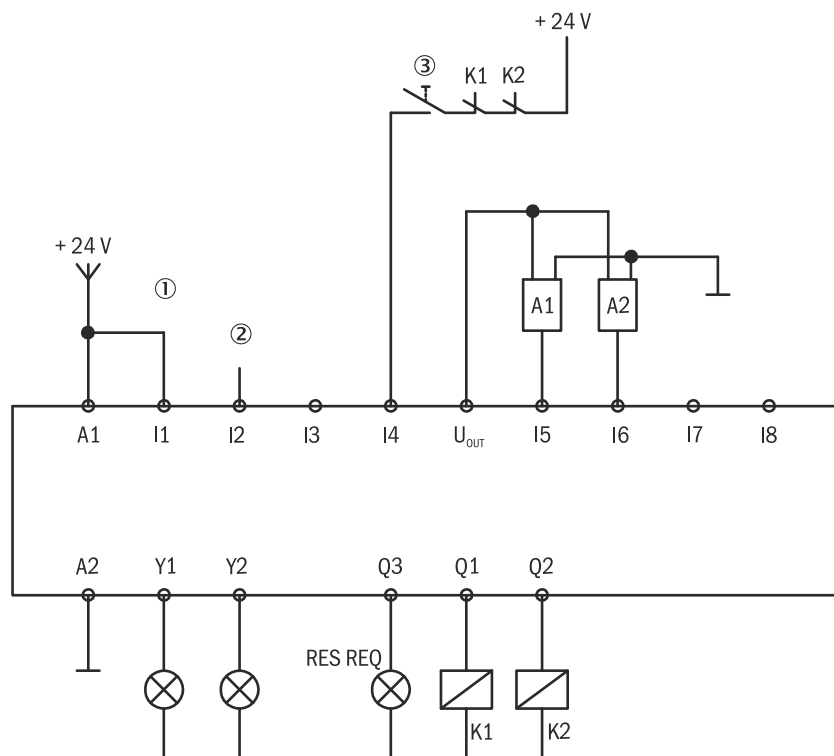 + 24 V
③
K1 K2
+ 24 V
①
②
A1 A2
A1 I1 I2 I3 I4 UOUT I5 I6 I7 I8
A2 Y1 Y2 Q3 Q1 Q2
RES REQ
K1 K2